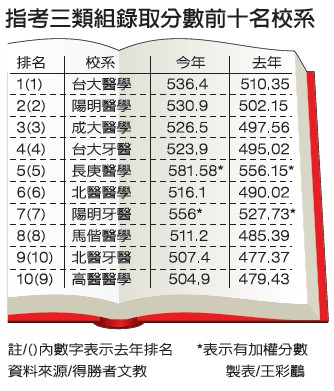 指考三類組錄取分數前十名校系
排名 校系 今年 去年
1(1) 台大醫學 536.4 510.35
2(2) 陽明醫學 530.9 502.15
3(3) 成大醫學 526.5 497.56
4(4) 台大牙醫 523.9 495.02
5(5) 長庚醫學 581.58* 556.15*
6(6) 北醫醫學 516.1 490.02
7(7) 陽明牙醫 556* 527.73*
8(8) 馬偕醫學 511.2 485.39
9(10) 北醫牙醫 507.4 477.37
10(9) 高醫醫學 504.9 479.43
註/()內數字表示去年排名 *表示有加權分數
資料來源/得勝者文教 製表/王彩鸝